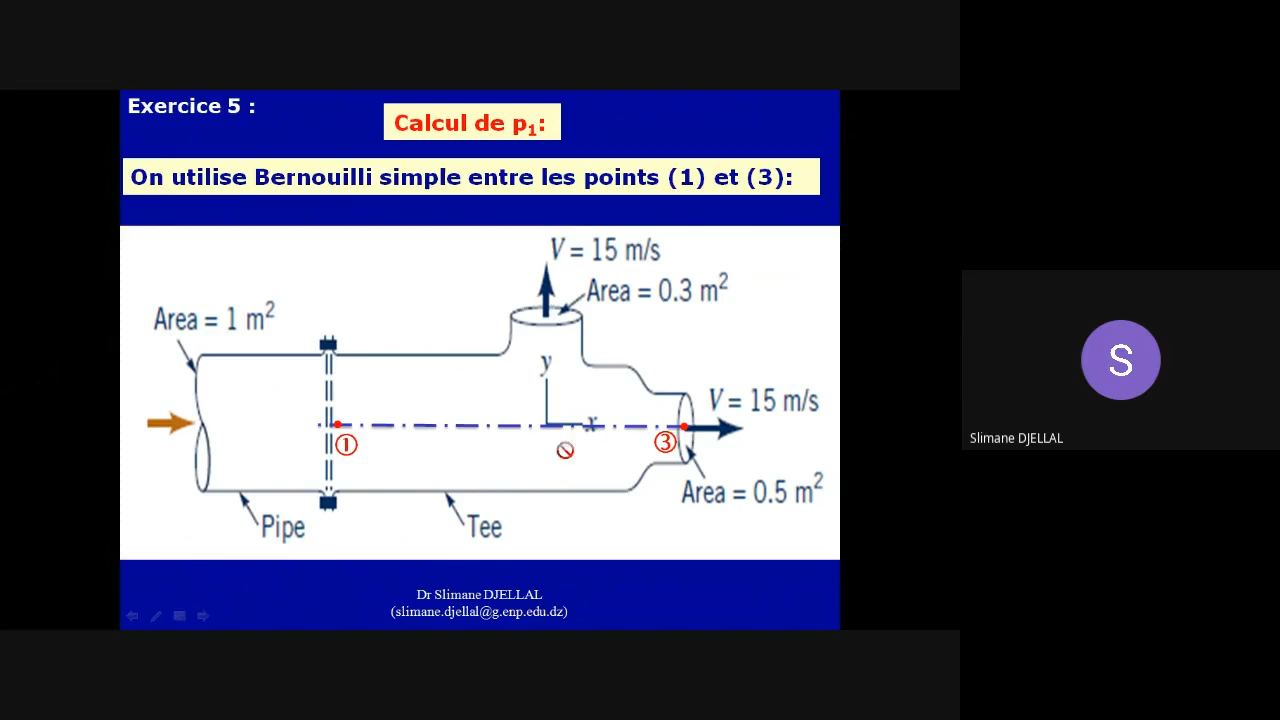 Exercice 5 :
Calcul de p₁:
On utilise Bernouilli simple entre les points (1) et (3):
V = 15 m/s
Area = 0.3 m²
Area = 1 m²
y
x
V = 15 m/s
①
③
Area = 0.5 m²
Pipe
Tee
Dr Slimane DJELLAL
(slimane.djellal@g.enp.edu.dz)
S
Slimane DJELLAL